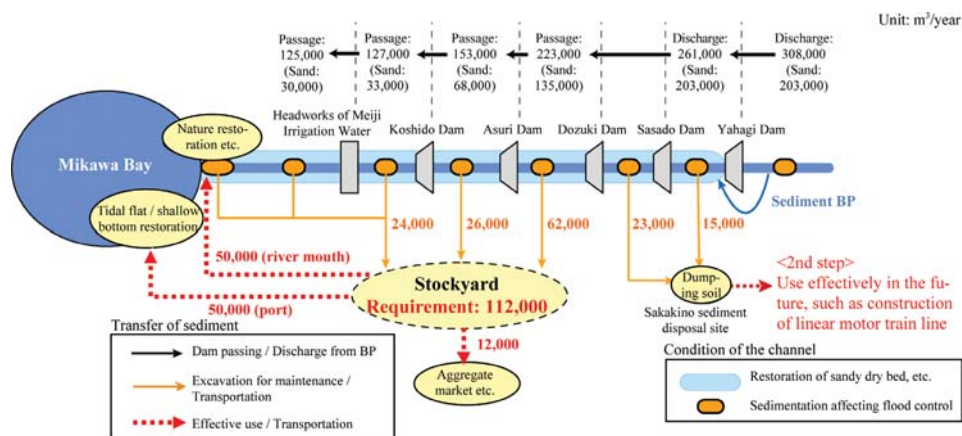 Unit: m³/year
Passage:
125,000
(Sand:
30,000)
Passage:
127,000
(Sand:
33,000)
Passage:
153,000
(Sand:
68,000)
Passage:
223,000
(Sand:
135,000)
Discharge:
261,000
(Sand:
203,000)
Discharge:
308,000
(Sand:
203,000)
Nature resto-
ration etc.
Headworks of Meiji
Irrigation Water
Koshido Dam
Asuri Dam
Dozuki Dam
Sasado Dam
Yahagi Dam
Mikawa Bay
Sediment BP
Tidal flat / shallow
bottom restoration
24,000
26,000
62,000
23,000
15,000
50,000 (river mouth)
50,000 (port)
Stockyard
Requirement: 112,000
Dump-
ing soil
Sakakino sediment
disposal site
<2nd step>
Use effectively in the fu-
ture, such as construction
of linear motor train line
12,000
Aggregate
market etc.
Transfer of sediment
Dam passing / Discharge from BP
Excavation for maintenance /
Transportation
Effective use / Transportation
Condition of the channel
Restoration of sandy dry bed, etc.
Sedimentation affecting flood control